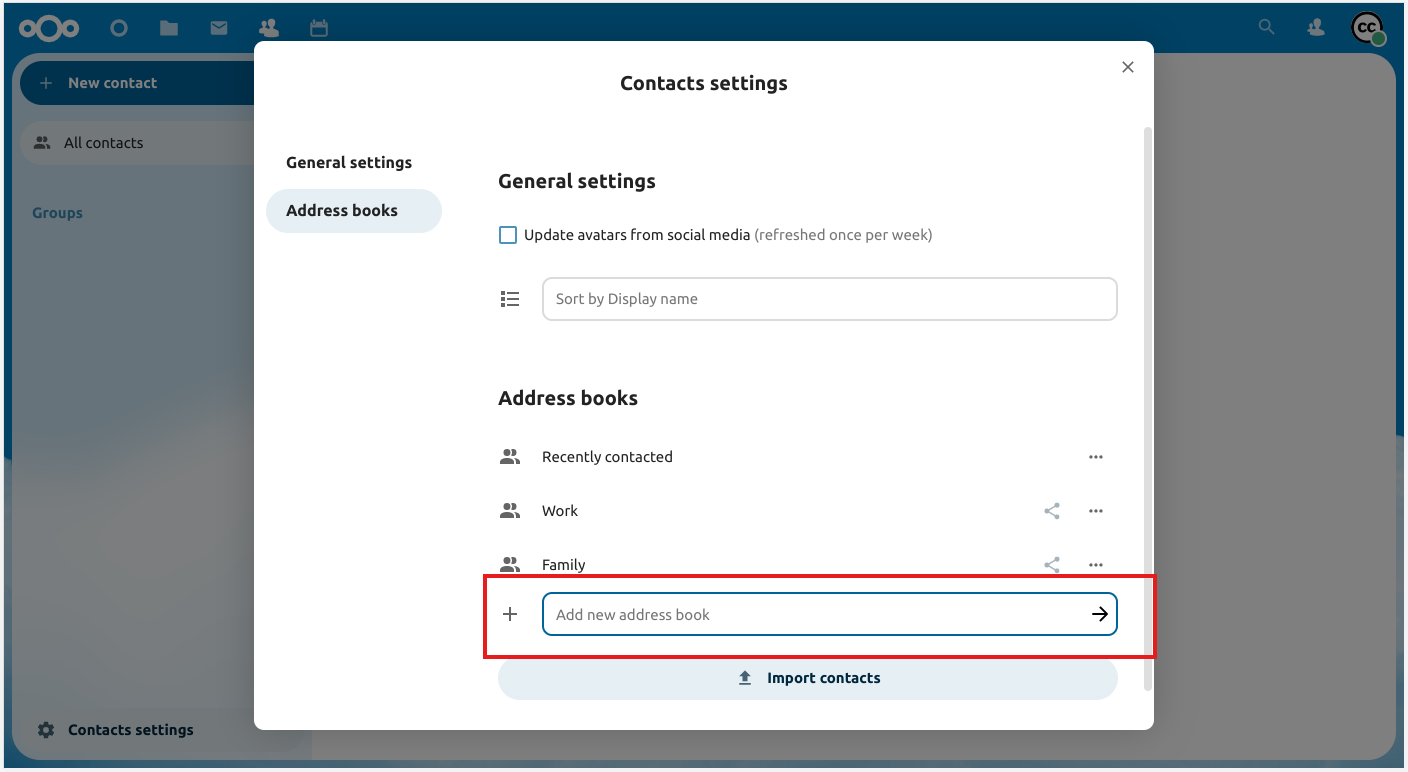 CC
New contact
All contacts
Groups
Contacts settings
Contacts settings
General settings
Address books
General settings
Update avatars from social media (refreshed once per week)
Sort by Display name
Address books
Recently contacted
Work
Family
Add new address book
Import contacts